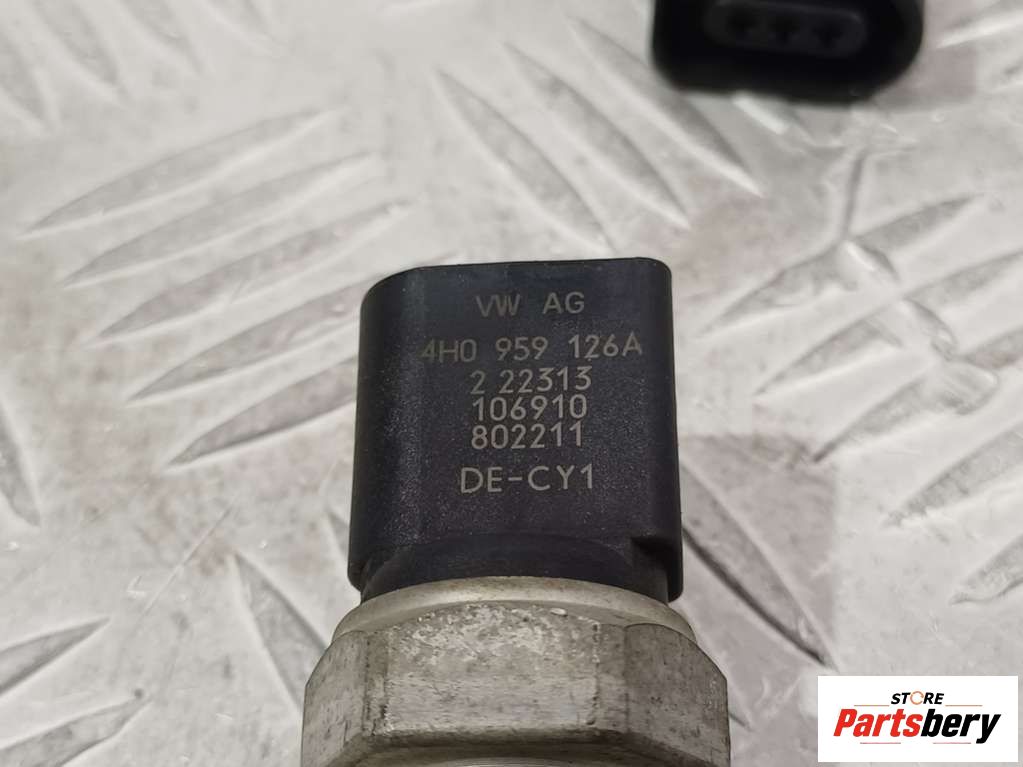 VW AG
4H0 959 126A
2 22313
106910
802211
DE-CY1
STORE
Partsbery